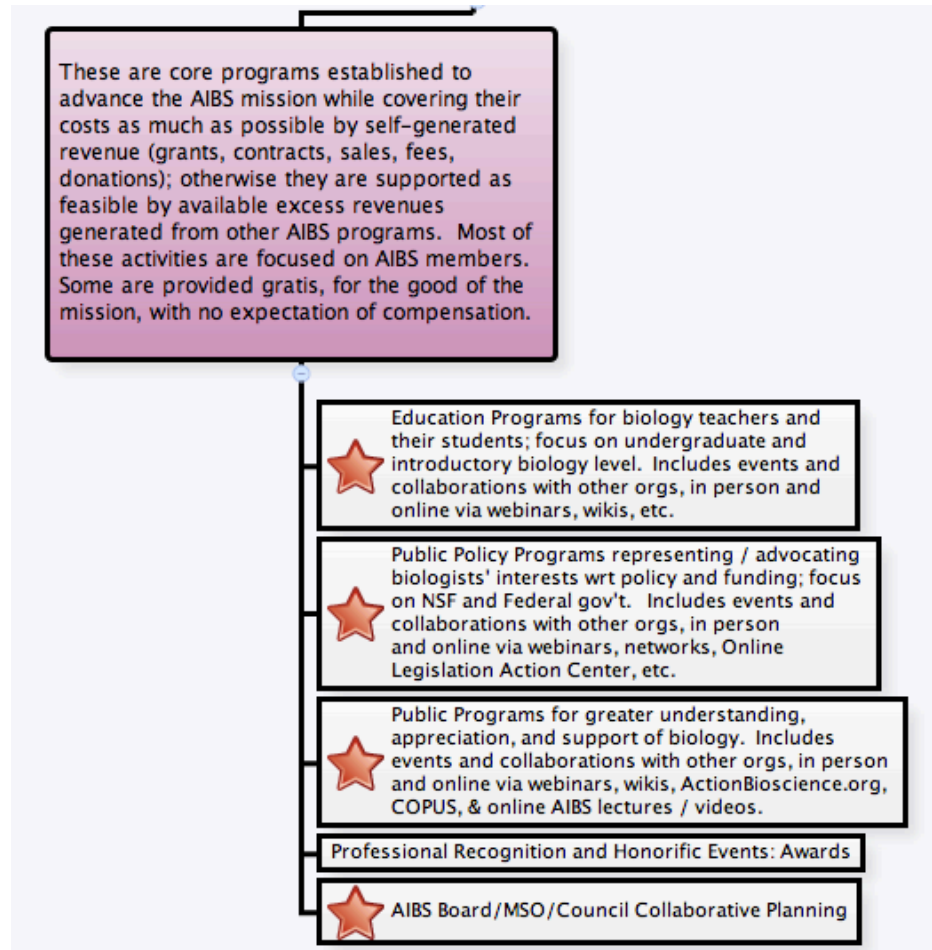 These are core programs established to
advance the AIBS mission while covering their
costs as much as possible by self-generated
revenue (grants, contracts, sales, fees,
donations); otherwise they are supported as
feasible by available excess revenues
generated from other AIBS programs.  Most of
these activities are focused on AIBS members.
Some are provided gratis, for the good of the
mission, with no expectation of compensation.
Education Programs for biology teachers and
their students; focus on undergraduate and
introductory biology level.  Includes events and
collaborations with other orgs, in person and
online via webinars, wikis, etc.
Public Policy Programs representing / advocating
biologists' interests wrt policy and funding; focus
on NSF and Federal gov't.  Includes events and
collaborations with other orgs, in person
and online via webinars, networks, Online
Legislation Action Center, etc.
Public Programs for greater understanding,
appreciation, and support of biology.  Includes
events and collaborations with other orgs, in person
and online via webinars, wikis, ActionBioscience.org,
COPUS, & online AIBS lectures / videos.
Professional Recognition and Honorific Events: Awards
AIBS Board/MSO/Council Collaborative Planning